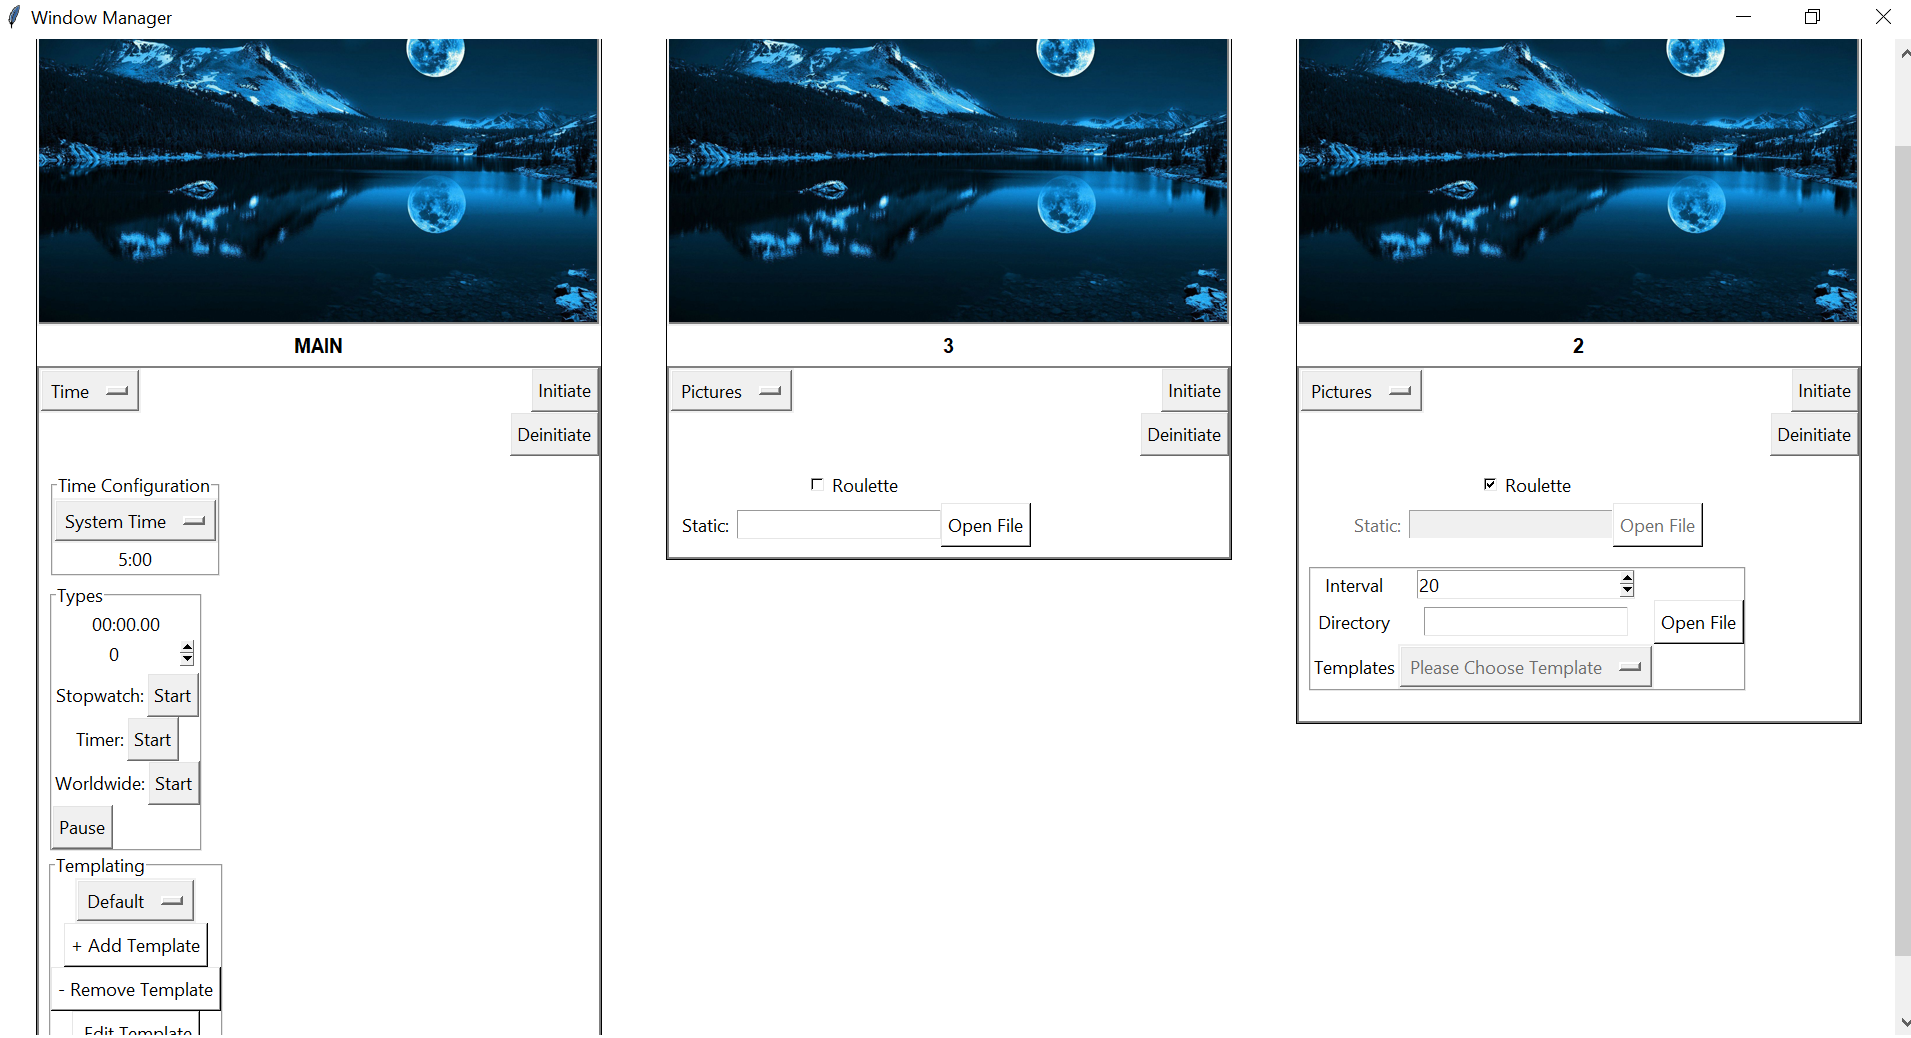 Window Manager
MAIN
Time
Initiate
Deinitiate
Time Configuration
System Time
5:00
Types
00:00.00
0
Stopwatch: Start
Timer: Start
Worldwide: Start
Pause
Templating
Default
+ Add Template
- Remove Template
Edit Template
3
Pictures
Initiate
Deinitiate
Roulette
Static: Open File
2
Pictures
Initiate
Deinitiate
Roulette
Static: Open File
Interval 20
Directory Open File
Templates Please Choose Template